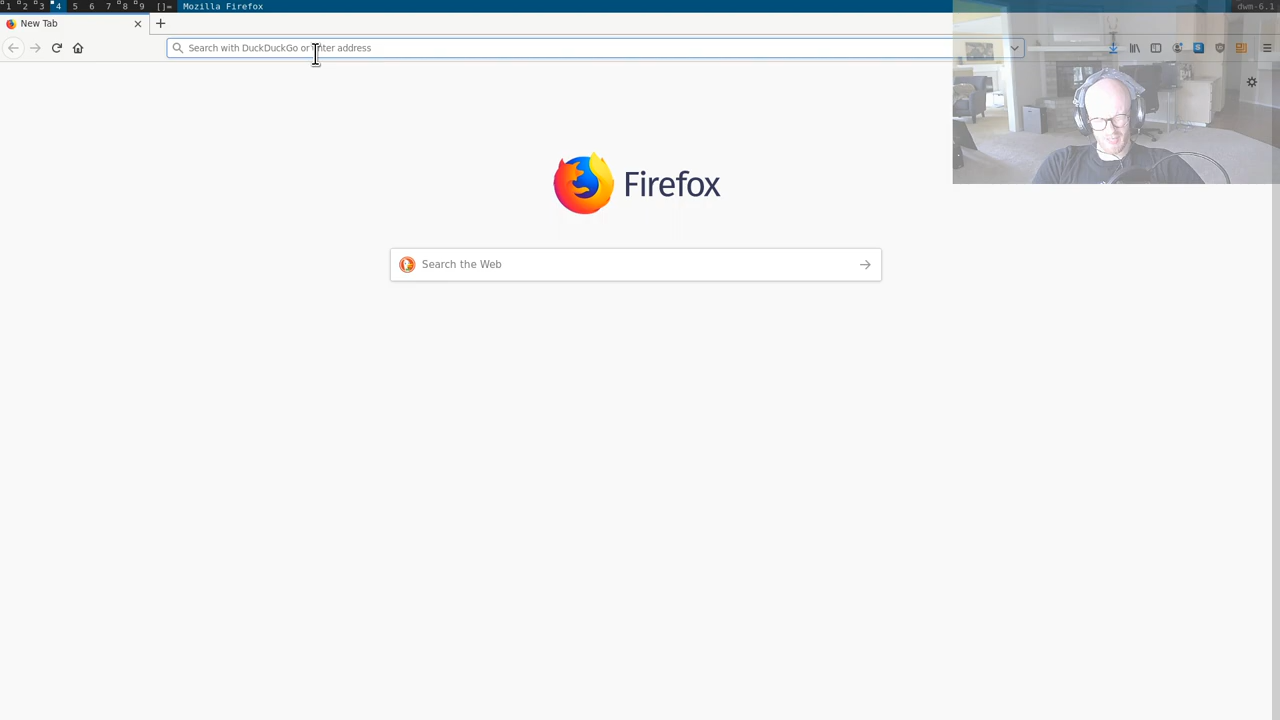 1 2 3 4 5 6 7 8 9 []= Mozilla Firefox dwm-6.1
New Tab
Search with DuckDuckGo or enter address
Firefox
Search the Web